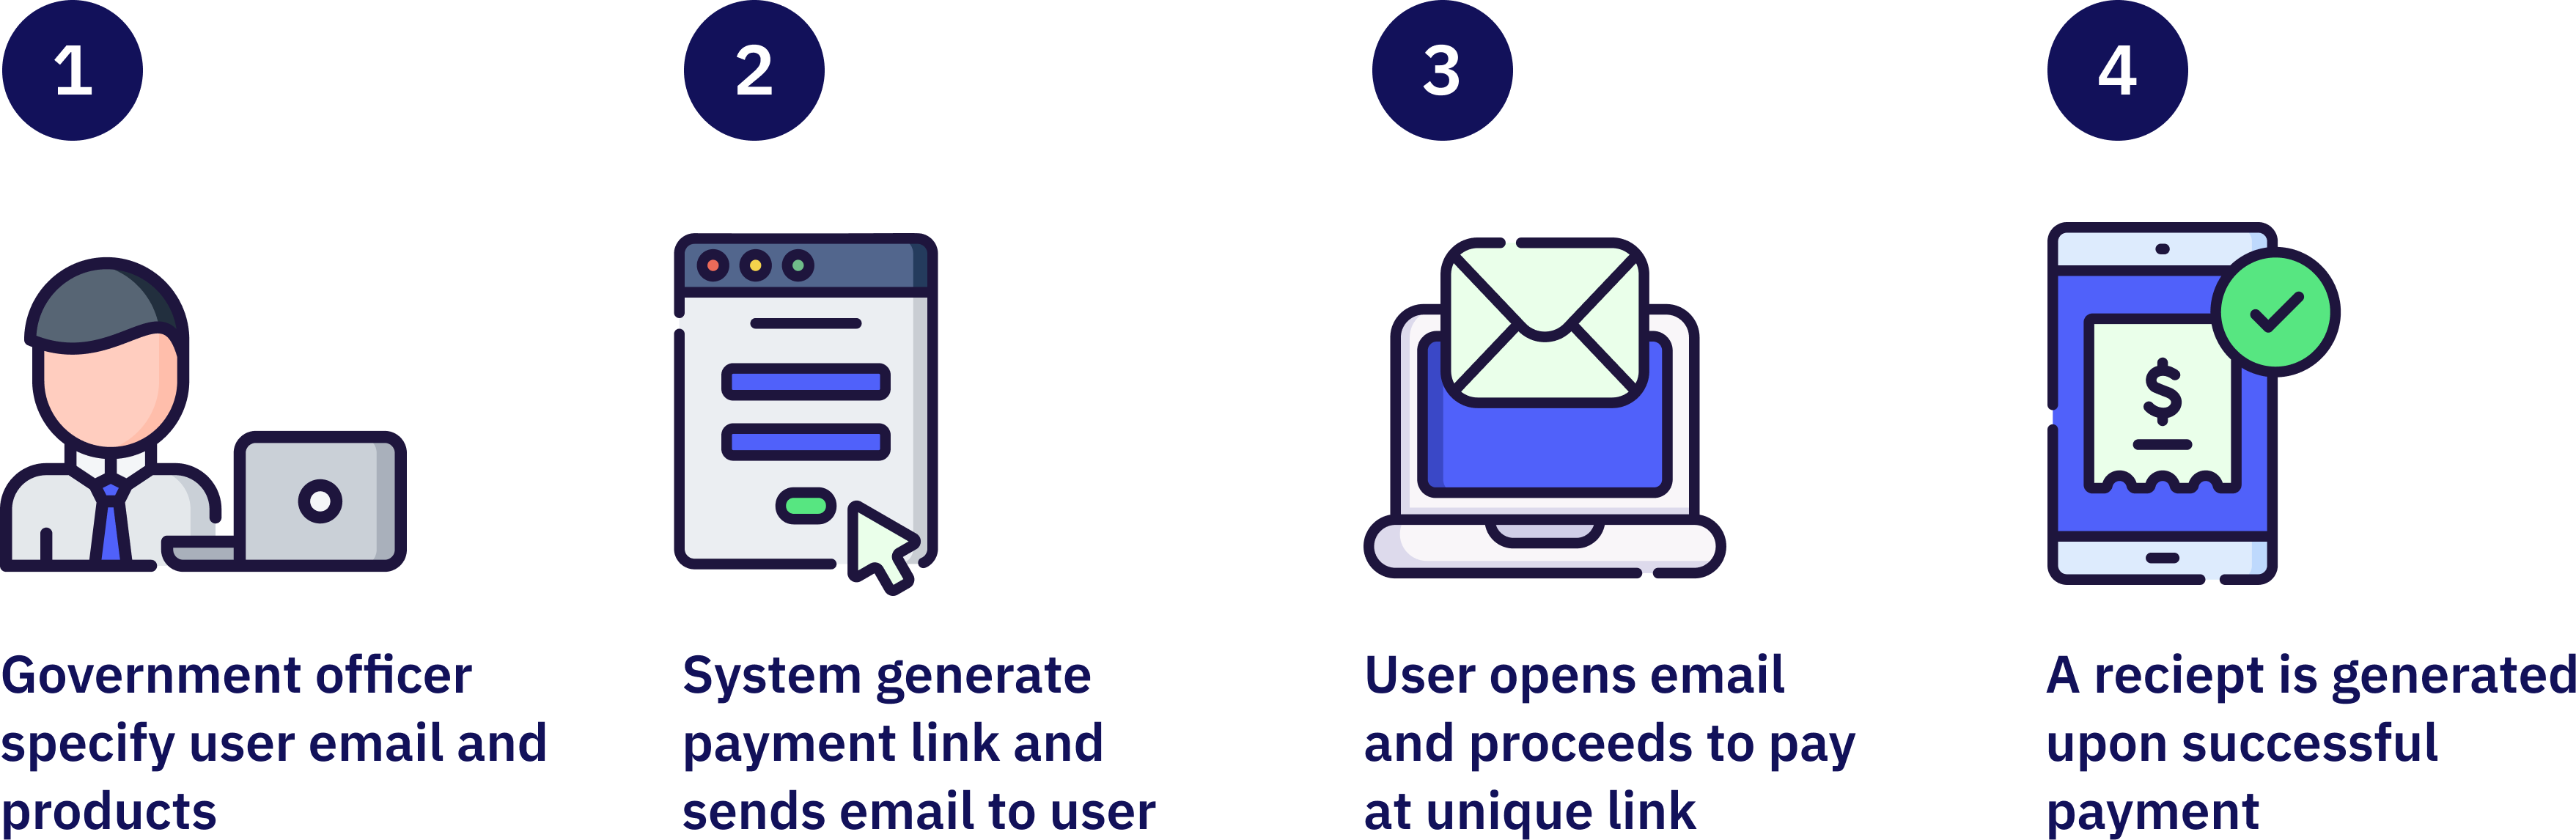 1
2
3
4
Government officer
specify user email and
products
System generate
payment link and
sends email to user
User opens email
and proceeds to pay
at unique link
A reciept is generated
upon successful
payment
$